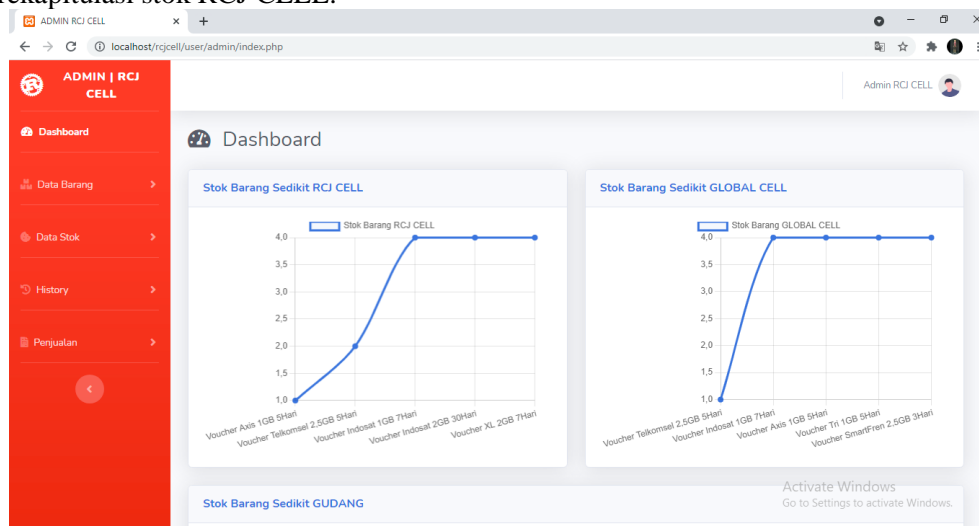 rekapitulasi stok RCJ CELL.
ADMIN RCJ CELL
localhost/rcjcell/user/admin/index.php
ADMIN | RCJ
CELL
Admin RCJ CELL
Dashboard
Data Barang
Data Stok
History
Penjualan
Dashboard
Stok Barang Sedikit RCJ CELL
Stok Barang RCJ CELL
4,0
3,5
3,0
2,5
2,0
1,5
1,0
Voucher Axis 1GB 5Hari
Voucher Telkomsel 2,5GB 5Hari
Voucher Indosat 1GB 7Hari
Voucher Indosat 2GB 30Hari
Voucher XL 2GB 7Hari
Stok Barang Sedikit GLOBAL CELL
Stok Barang GLOBAL CELL
4,0
3,5
3,0
2,5
2,0
1,5
1,0
Voucher Telkomsel 2,5GB 5Hari
Voucher Indosat 1GB 7Hari
Voucher Axis 1GB 5Hari
Voucher Tri 1GB 5Hari
Voucher SmartFren 2,5GB 3Hari
Stok Barang Sedikit GUDANG
Activate Windows
Go to Settings to activate Windows.